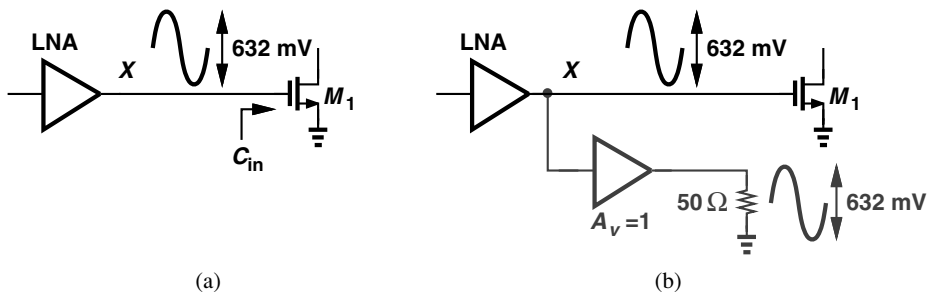 LNA
X
632 mV
M1
Cin
(a)
LNA
X
632 mV
M1
Av=1
50 Ω
632 mV
(b)